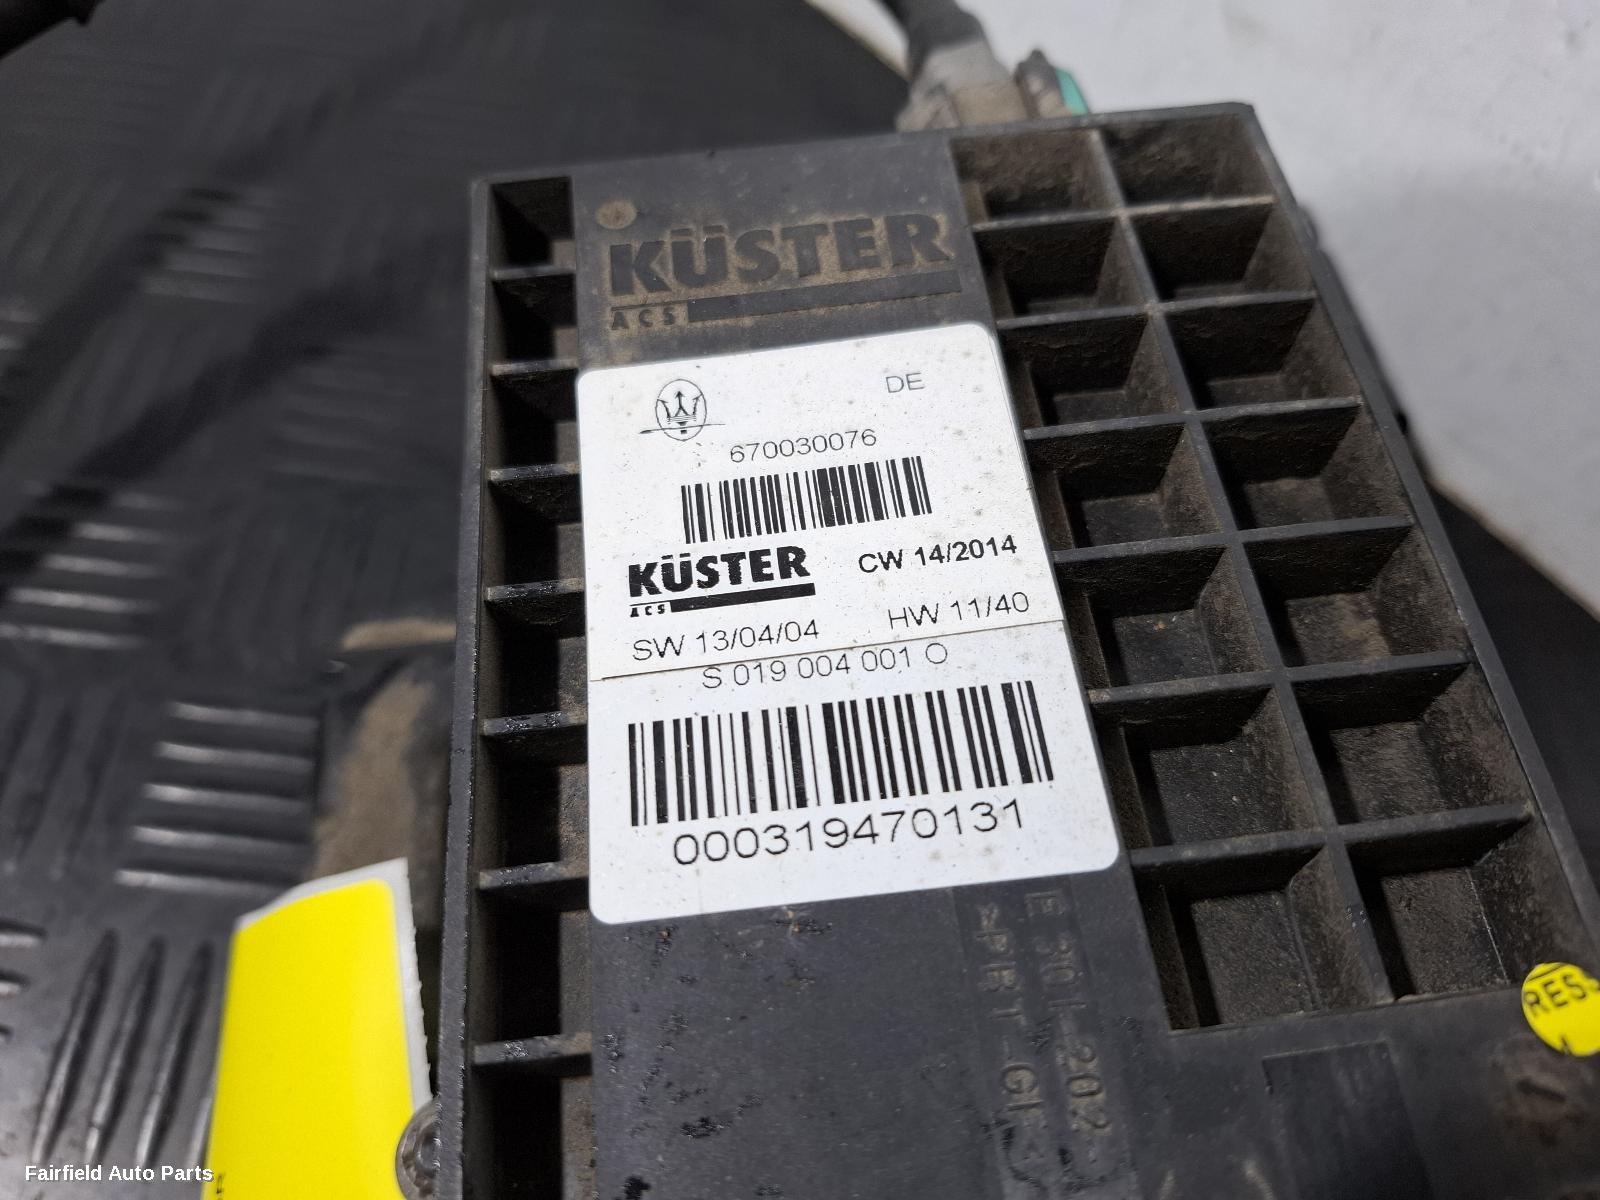 KÜSTER
ACS
DE
670030076
KÜSTER
ACS
CW 14/2014
SW 13/04/04
HW 11/40
S 019 004 001 O
000319470131
RESS
Fairfield Auto Parts